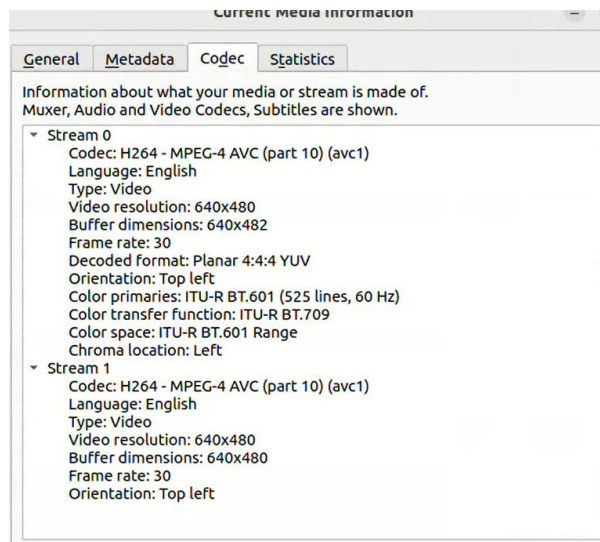 Current Media Information
General Metadata Codec Statistics
Information about what your media or stream is made of.
Muxer, Audio and Video Codecs, Subtitles are shown.
Stream 0
Codec: H264 - MPEG-4 AVC (part 10) (avc1)
Language: English
Type: Video
Video resolution: 640x480
Buffer dimensions: 640x482
Frame rate: 30
Decoded format: Planar 4:4:4 YUV
Orientation: Top left
Color primaries: ITU-R BT.601 (525 lines, 60 Hz)
Color transfer function: ITU-R BT.709
Color space: ITU-R BT.601 Range
Chroma location: Left
Stream 1
Codec: H264 - MPEG-4 AVC (part 10) (avc1)
Language: English
Type: Video
Video resolution: 640x480
Buffer dimensions: 640x480
Frame rate: 30
Orientation: Top left